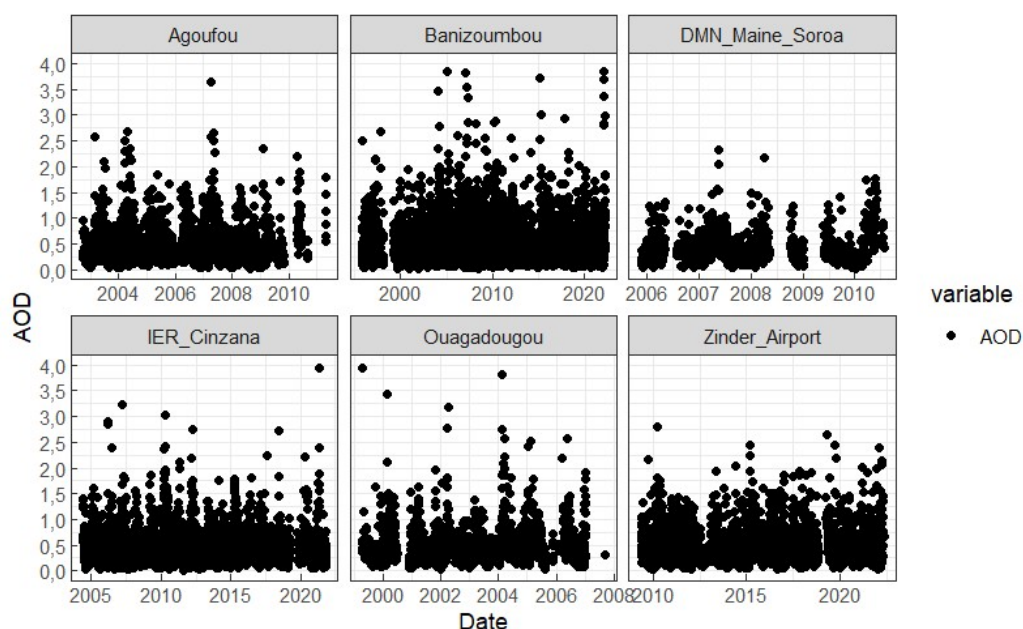 Agoufou Banizoumbou DMN_Maine_Soroa
4,0
3,5
3,0
2,5
2,0
1,5
1,0
0,5
0,0
2004 2006 2008 2010 2000 2010 2020 2006 2007 2008 2009 2010
AOD
variable
AOD
IER_Cinzana Ouagadougou Zinder_Airport
4,0
3,5
3,0
2,5
2,0
1,5
1,0
0,5
0,0
2005 2010 2015 2020 2000 2002 2004 2006 2008 2010 2015 2020
Date